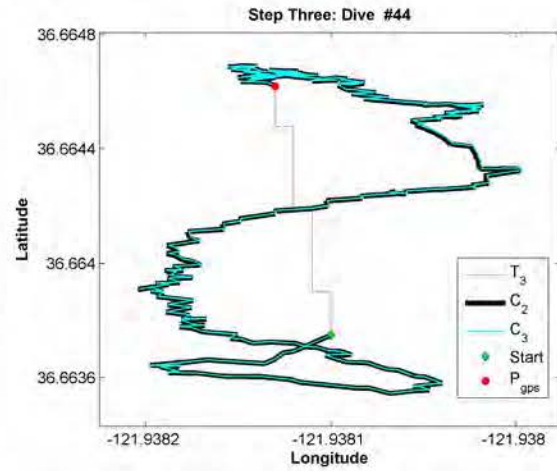 Step Three: Dive #44
36.6648
36.6644
36.664
36.6636
Latitude
-121.9382
-121.9381
-121.938
Longitude
T3
C2
C3
Start
Pgps